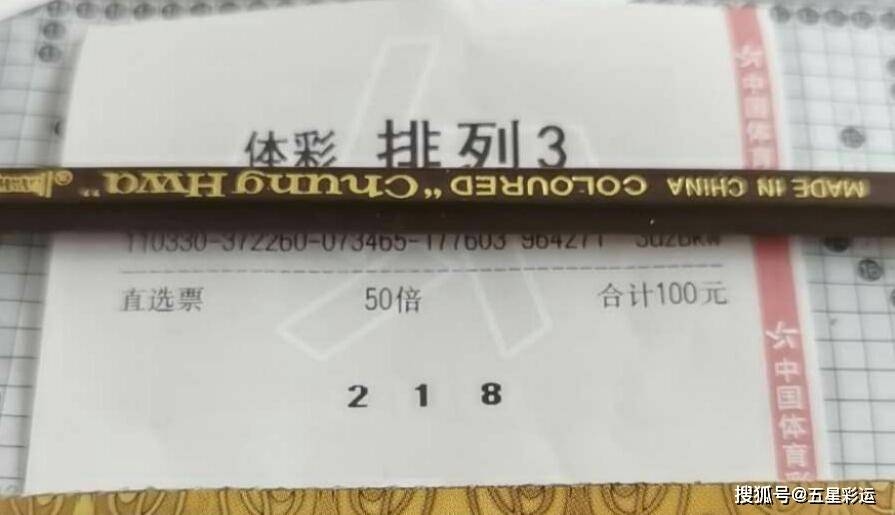 体彩 排列3
MADE IN CHINA COLOURED "Chung Hwa" ®
110330-372260-073465-177603 964271
直选票 50倍 合计100元
2 1 8
中国体育
中国体育彩
搜狐号@五星彩运